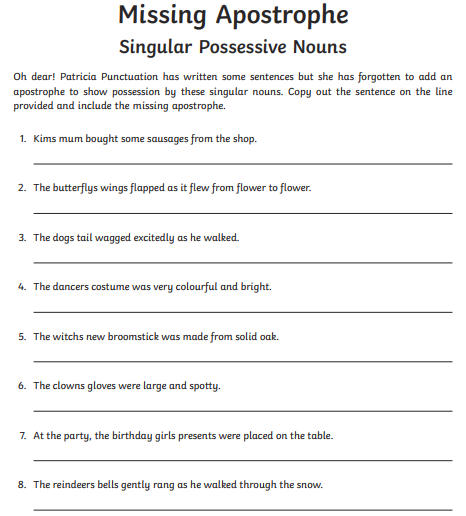 Missing Apostrophe
Singular Possessive Nouns
Oh dear! Patricia Punctuation has written some sentences but she has forgotten to add an
apostrophe to show possession by these singular nouns. Copy out the sentence on the line
provided and include the missing apostrophe.
1. Kims mum bought some sausages from the shop.
2. The butterflys wings flapped as it flew from flower to flower.
3. The dogs tail wagged excitedly as he walked.
4. The dancers costume was very colourful and bright.
5. The witchs new broomstick was made from solid oak.
6. The clowns gloves were large and spotty.
7. At the party, the birthday girls presents were placed on the table.
8. The reindeers bells gently rang as he walked through the snow.